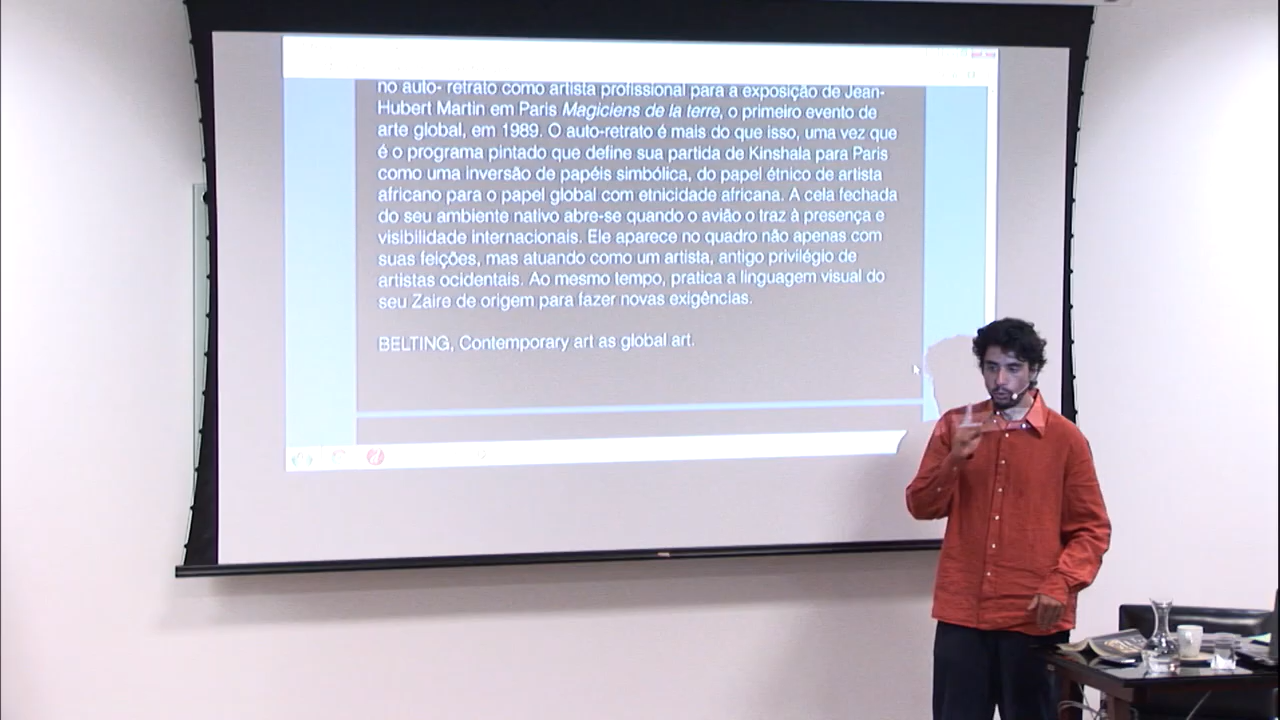 no auto- retrato como artista profissional para a exposição de Jean-
Hubert Martin em Paris Magiciens de la terre, o primeiro evento de
arte global, em 1989. O auto-retrato é mais do que isso, uma vez que
é o programa pintado que define sua partida de Kinshala para Paris
como uma inversão de papéis simbólica, do papel étnico de artista
africano para o papel global com etnicidade africana. A cela fechada
do seu ambiente nativo abre-se quando o avião o traz à presença e
visibilidade internacionais. Ele aparece no quadro não apenas com
suas feições, mas atuando como um artista, antigo privilégio de
artistas ocidentais. Ao mesmo tempo, pratica a linguagem visual do
seu Zaire de origem para fazer novas exigências.
BELTING, Contemporary art as global art.